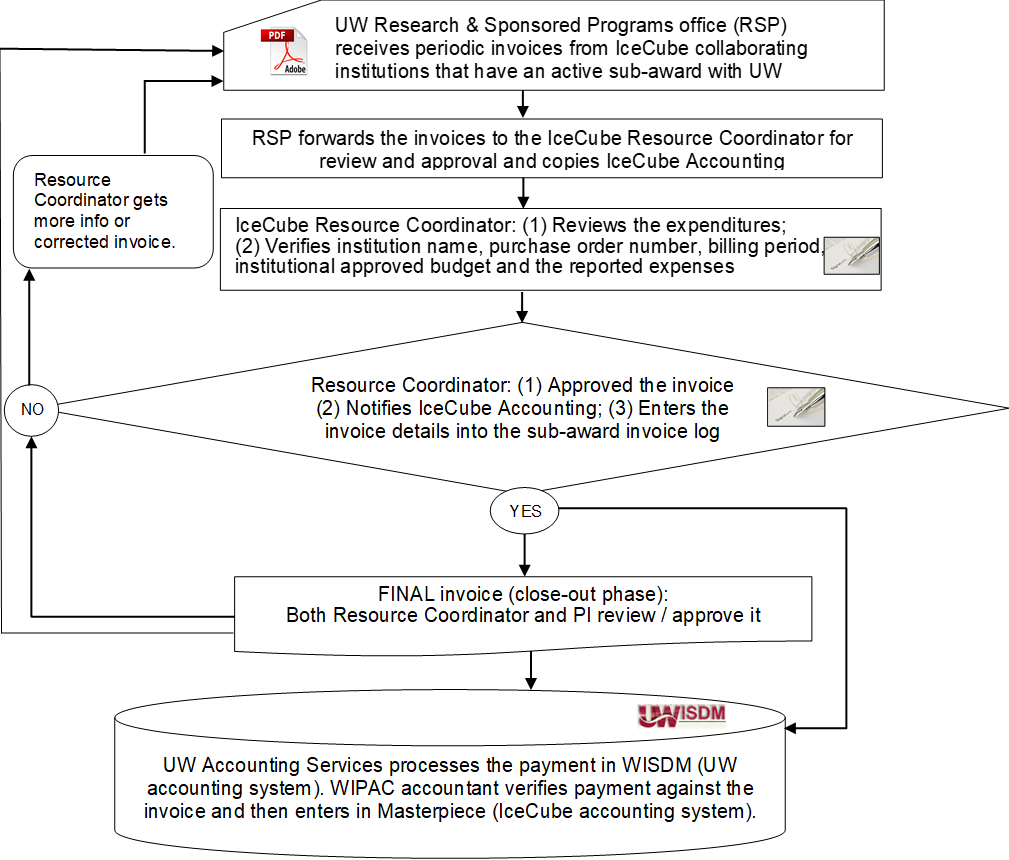 UW Research & Sponsored Programs office (RSP)
receives periodic invoices from IceCube collaborating
institutions that have an active sub-award with UW
PDF
Adobe
RSP forwards the invoices to the IceCube Resource Coordinator for
review and approval and copies IceCube Accounting
Resource
Coordinator gets
more info or
corrected invoice.
IceCube Resource Coordinator: (1) Reviews the expenditures;
(2) Verifies institution name, purchase order number, billing period,
institutional approved budget and the reported expenses
NO
Resource Coordinator: (1) Approved the invoice
(2) Notifies IceCube Accounting; (3) Enters the
invoice details into the sub-award invoice log
YES
FINAL invoice (close-out phase):
Both Resource Coordinator and PI review / approve it
UWISDM
UW Accounting Services processes the payment in WISDM (UW
accounting system). WIPAC accountant verifies payment against the
invoice and then enters in Masterpiece (IceCube accounting system).